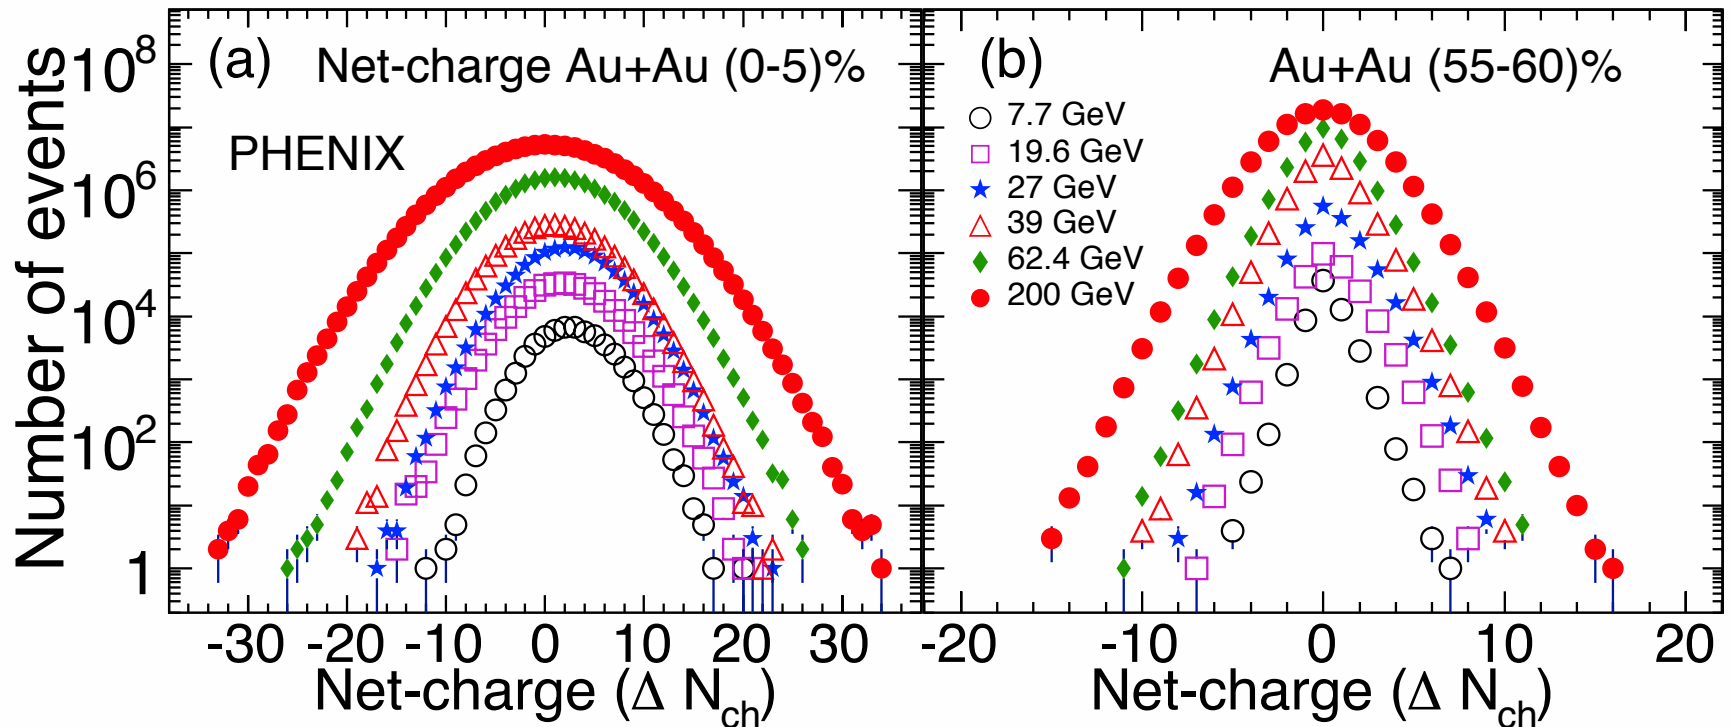 (a) Net-charge Au+Au (0-5)%
PHENIX
Number of events
10^8
10^6
10^4
10^2
1
-30 -20 -10 0 10 20 30
Net-charge (Δ N_ch)
(b) Au+Au (55-60)%
7.7 GeV
19.6 GeV
27 GeV
39 GeV
62.4 GeV
200 GeV
-20 -10 0 10 20
Net-charge (Δ N_ch)